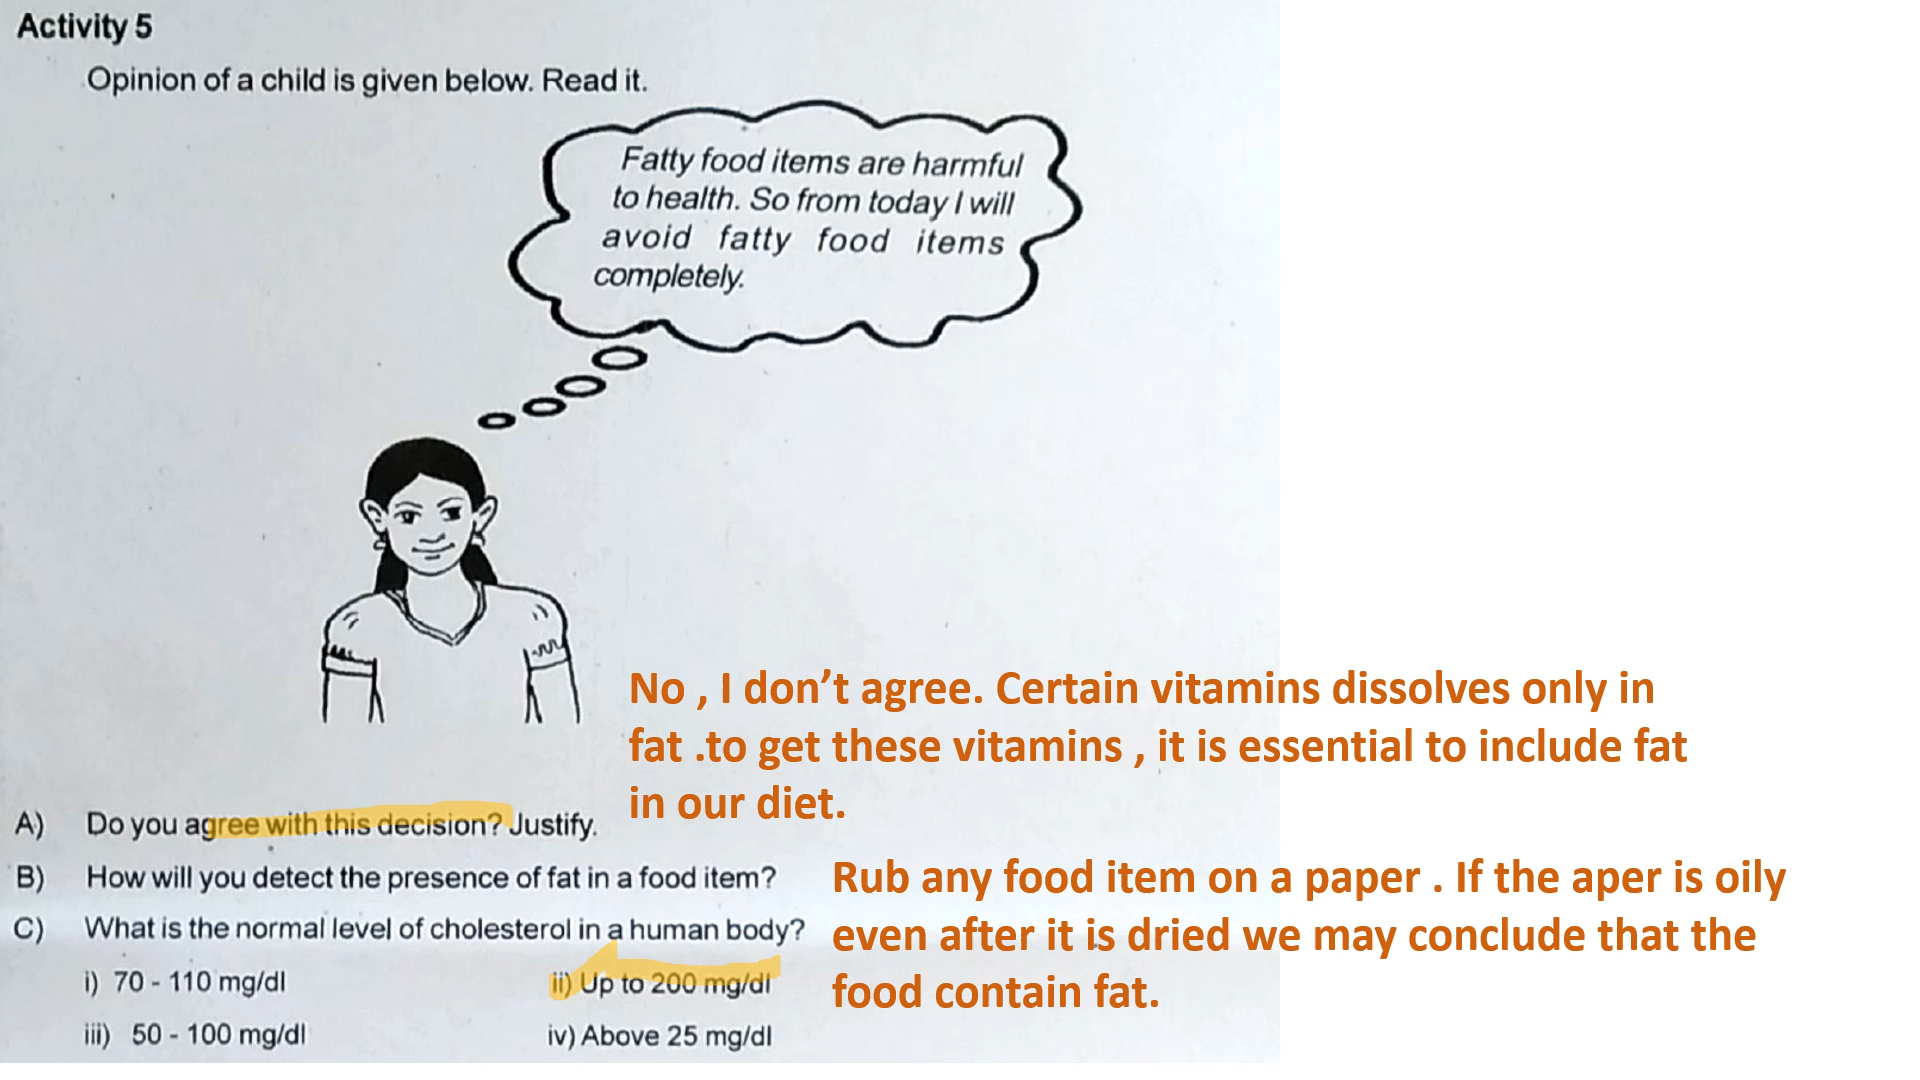 Activity 5
Opinion of a child is given below. Read it.
Fatty food items are harmful
to health. So from today I will
avoid fatty food items
completely.
No , I don’t agree. Certain vitamins dissolves only in
fat .to get these vitamins , it is essential to include fat
in our diet.
A) Do you agree with this decision? Justify.
B) How will you detect the presence of fat in a food item?
Rub any food item on a paper . If the aper is oily
even after it is dried we may conclude that the
food contain fat.
C) What is the normal level of cholesterol in a human body?
i) 70 - 110 mg/dl ii) Up to 200 mg/dl
iii) 50 - 100 mg/dl iv) Above 25 mg/dl